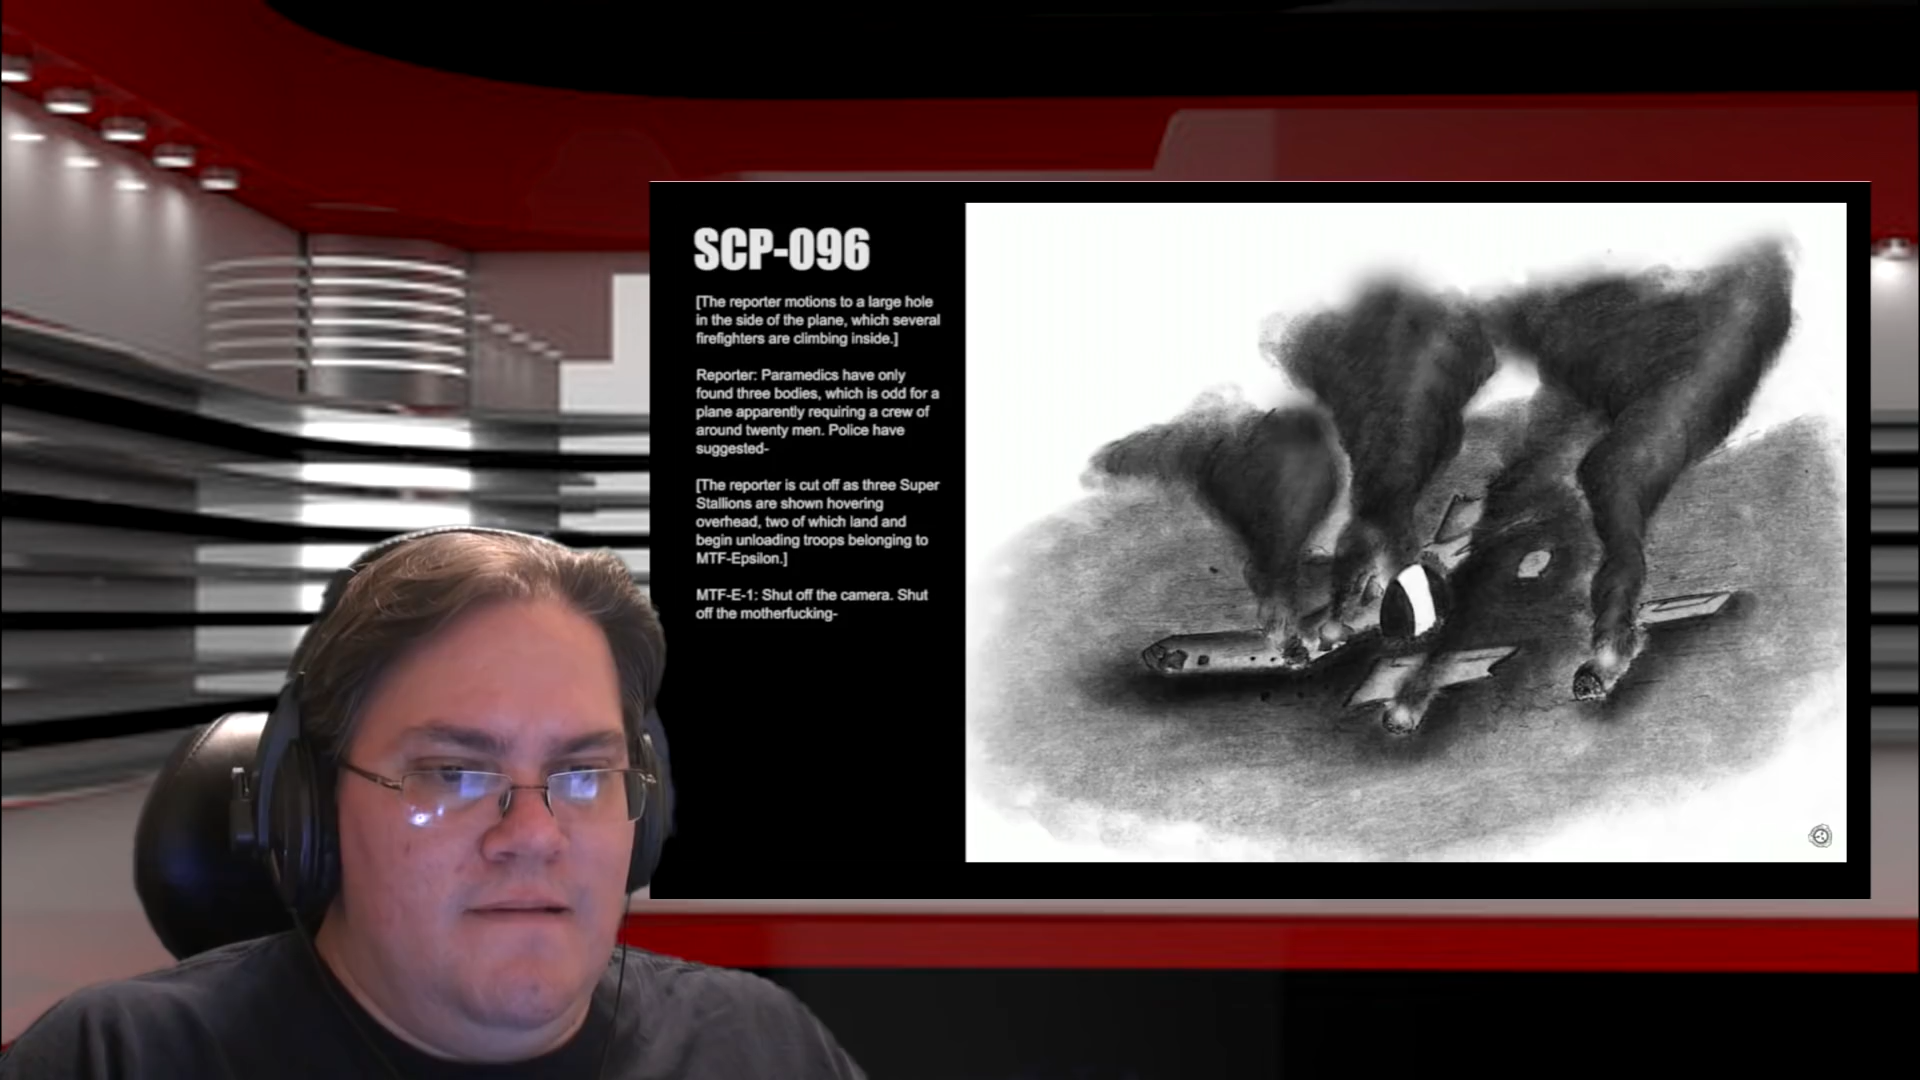 SCP-096
[The reporter motions to a large hole
in the side of the plane, which several
firefighters are climbing inside.]
Reporter: Paramedics have only
found three bodies, which is odd for a
plane apparently requiring a crew of
around twenty men. Police have
suggested-
[The reporter is cut off as three Super
Stallions are shown hovering
overhead, two of which land and
begin unloading troops belonging to
MTF-Epsilon.]
MTF-E-1: Shut off the camera. Shut
off the motherfucking-